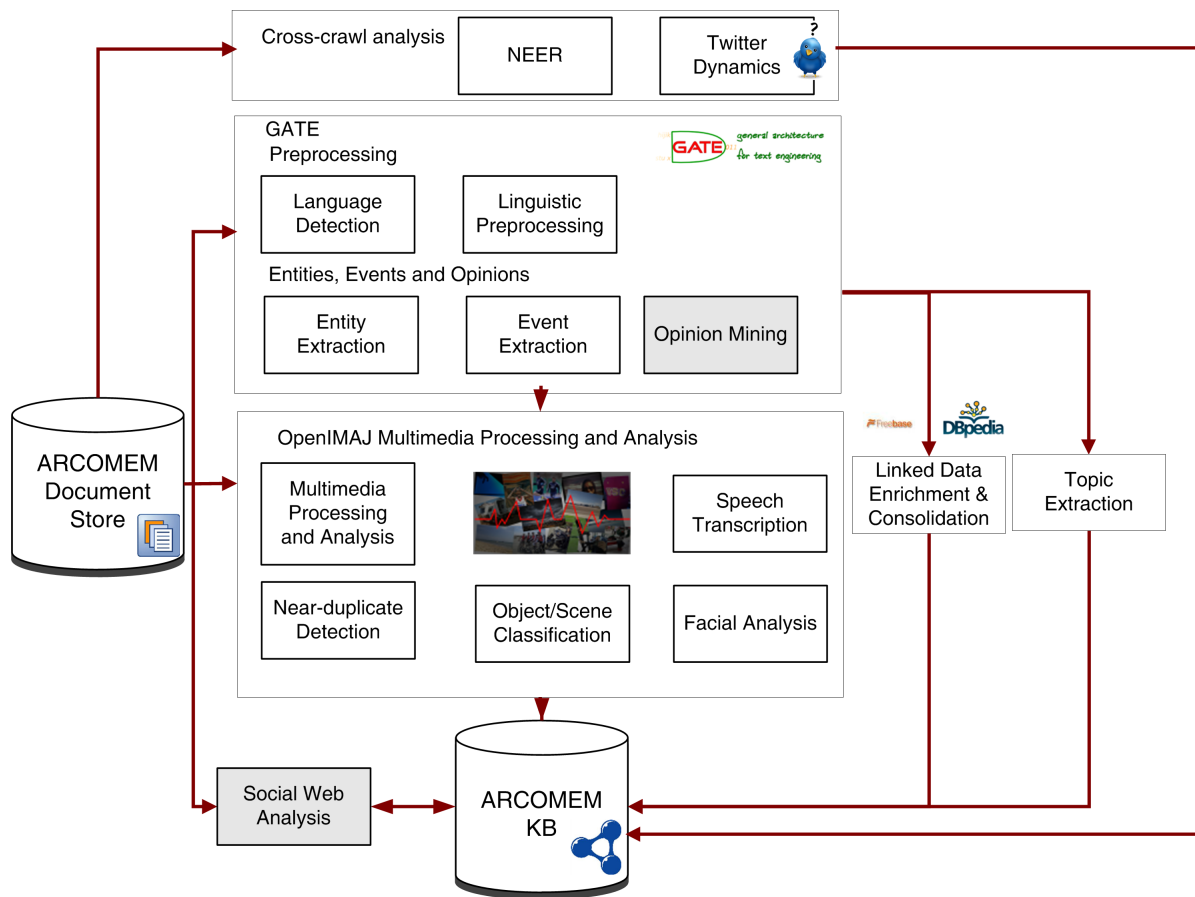 Cross-crawl analysis
NEER
Twitter
Dynamics
?
GATE
Preprocessing
GATE
general architecture
for text engineering
Language
Detection
Linguistic
Preprocessing
Entities, Events and Opinions
Entity
Extraction
Event
Extraction
Opinion Mining
ARCOMEM
Document
Store
OpenIMAJ Multimedia Processing and Analysis
Multimedia
Processing
and Analysis
Speech
Transcription
Near-duplicate
Detection
Object/Scene
Classification
Facial Analysis
Freebase
DBpedia
Linked Data
Enrichment &
Consolidation
Topic
Extraction
Social Web
Analysis
ARCOMEM
KB